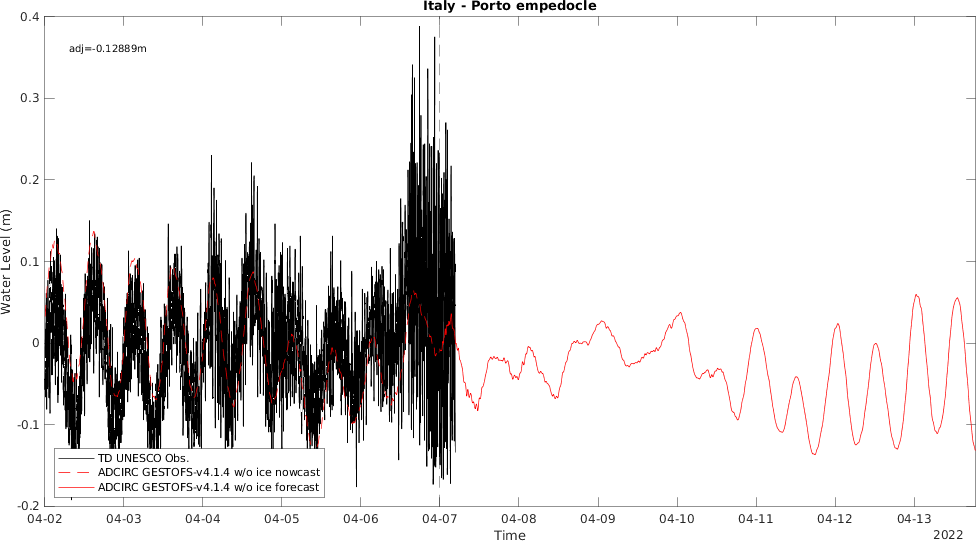 Italy - Porto empedocle
0.4
adj=-0.12889m
0.3
0.2
0.1
Water Level (m)
0
-0.1
TD UNESCO Obs.
ADCIRC GESTOFS-v4.1.4 w/o ice nowcast
ADCIRC GESTOFS-v4.1.4 w/o ice forecast
-0.2
04-02 04-03 04-04 04-05 04-06 04-07 04-08 04-09 04-10 04-11 04-12 04-13
Time 2022